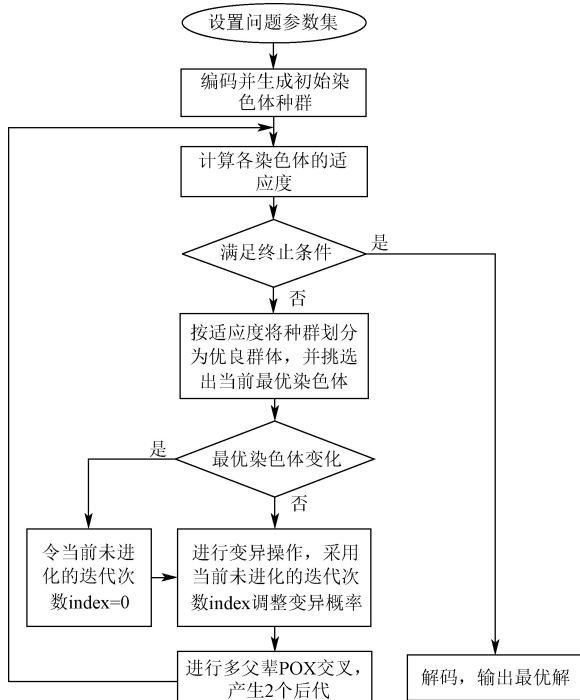 设置问题参数集
编码并生成初始染
色体种群
计算各染色体的适
应度
满足终止条件
是
否
按适应度将种群划分
为优良群体，并挑选
出当前最优染色体
是
最优染色体变化
否
令当前未进
化的迭代次
数index=0
进行变异操作，采用
当前未进化的迭代次
数index调整变异概率
进行多父辈POX交叉，
产生2个后代
解码，输出最优解